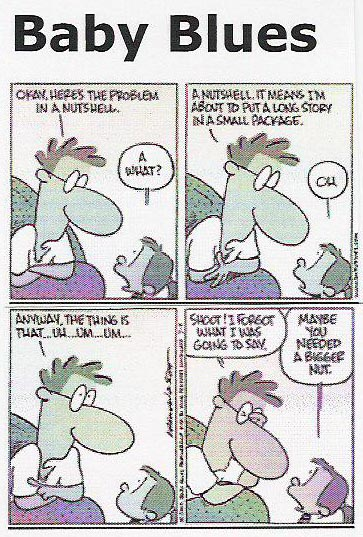 Baby Blues
OKAY, HERE'S THE PROBLEM
IN A NUTSHELL.
A
WHAT?
A NUTSHELL. IT MEANS I'M
ABOUT TO PUT A LONG STORY
IN A SMALL PACKAGE.
OH.
ANYWAY, THE THING IS
THAT...UH...UM...UM...
SHOOT! I FORGOT
WHAT I WAS
GOING TO SAY.
MAYBE
YOU
NEEDED
A BIGGER
NUT.